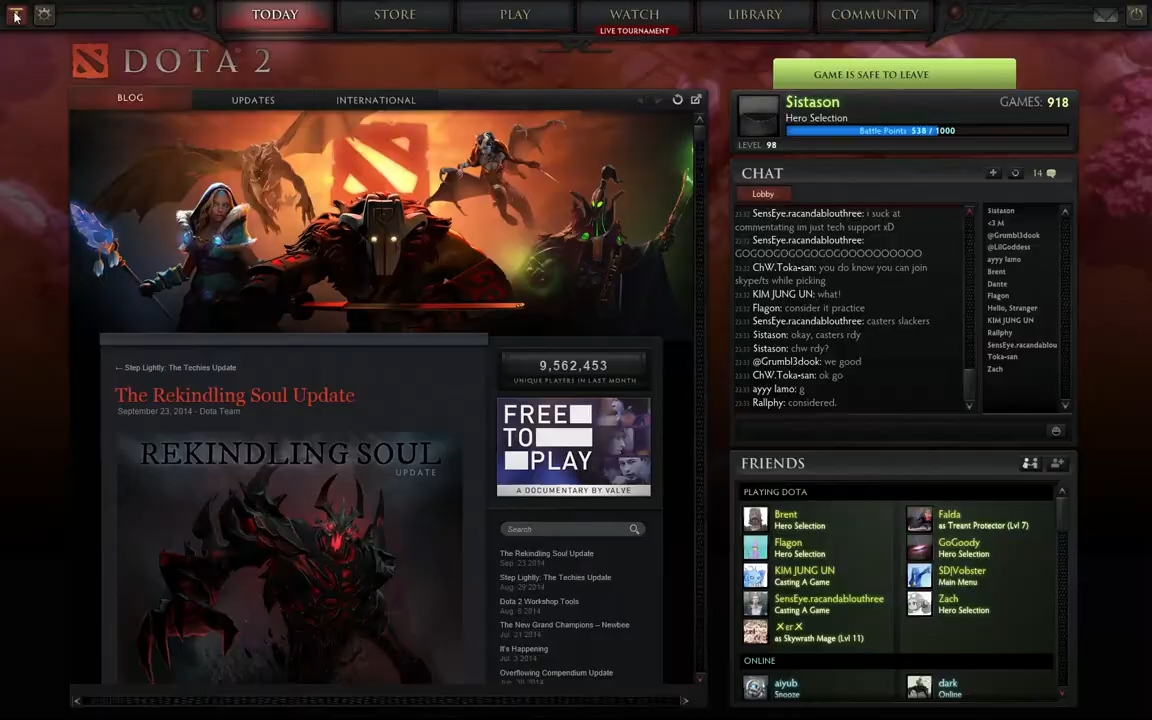 TODAY
STORE
PLAY
WATCH
LIVE TOURNAMENT
LIBRARY
COMMUNITY
DOTA 2
BLOG
UPDATES
INTERNATIONAL
← Step Lightly: The Techies Update
The Rekindling Soul Update
September 23, 2014 - Dota Team
REKINDLING SOUL
UPDATE
9,562,453
UNIQUE PLAYERS IN LAST MONTH
FREE
TO
PLAY
A DOCUMENTARY BY VALVE
Search
The Rekindling Soul Update
Sep. 23 2014
Step Lightly: The Techies Update
Aug. 29 2014
Dota 2 Workshop Tools
Aug. 6 2014
The New Grand Champions – Newbee
Jul. 21 2014
It's Happening
Jul. 3 2014
Overflowing Compendium Update
GAME IS SAFE TO LEAVE
Sistason
GAMES: 918
Hero Selection
Battle Points 538 / 1000
LEVEL 98
CHAT
14
Lobby
23:32 SensEye.racandablouthree: i suck at
commentating im just tech support xD
SensEye.racandablouthree:
GOGOOGOGOGOGOGOOOOOOOOOO
ChW.Toka-san: you do know you can join
skype/ts while picking
KIM JUNG UN: what!
Flagon: consider it practice
SensEye.racandablouthree: casters slackers
Sistason: okay, casters rdy
Sistason: chw rdy?
@Grumbl3dook: we good
ChW.Toka-san: ok go
ayyy lamo: g
Rallphy: considered.
Sistason
<3 M
@Grumbl3dook
@LilGoddess
ayyy lamo
Brent
Dante
Flagon
Hello, Stranger
KIM JUNG UN
Rallphy
SensEye.racandablou
Toka-san
Zach
FRIENDS
PLAYING DOTA
Brent
Hero Selection
Falda
as Treant Protector (Lvl 7)
Flagon
Hero Selection
GoGoody
Hero Selection
KIM JUNG UN
Casting A Game
SD|Vobster
Main Menu
SensEye.racandablouthree
Casting A Game
Zach
Hero Selection
as Skywrath Mage (Lvl 11)
ONLINE
aiyub
Snooze
dark
Online